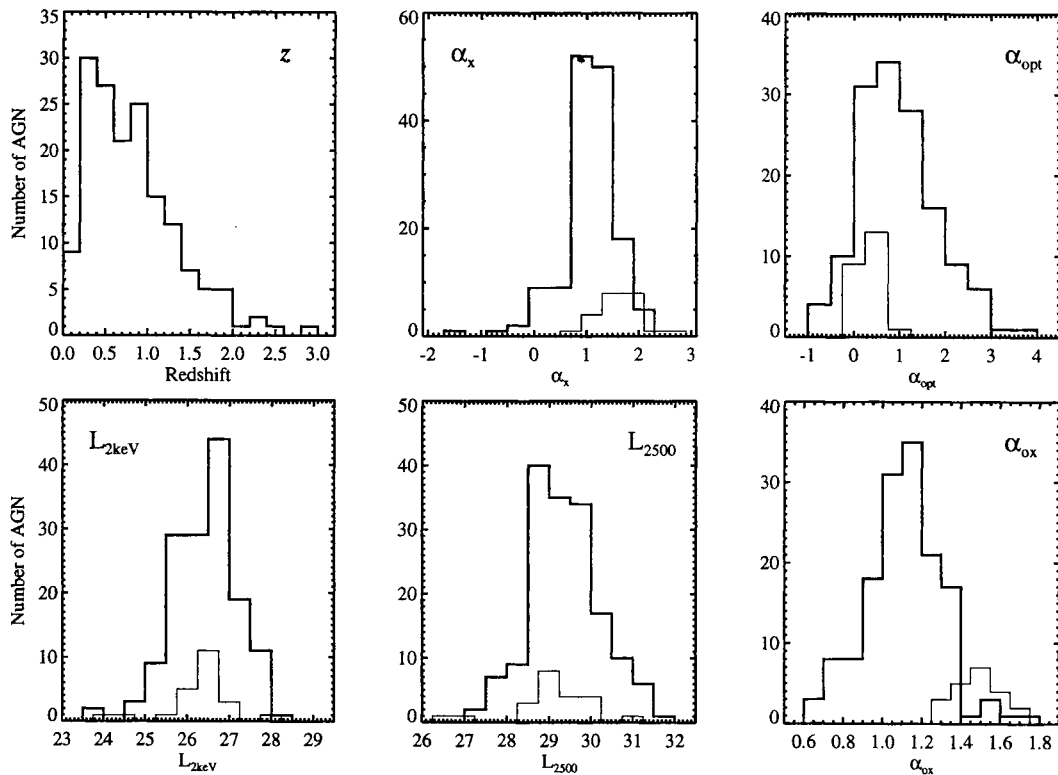 35
30
25
20
15
10
5
0
Number of AGN
z
0.0 0.5 1.0 1.5 2.0 2.5 3.0
Redshift
60
40
20
0
αx
-2 -1 0 1 2 3
αx
40
30
20
10
0
αopt
-1 0 1 2 3 4
αopt
50
40
30
20
10
0
Number of AGN
L2keV
23 24 25 26 27 28 29
L2keV
50
40
30
20
10
0
L2500
26 27 28 29 30 31 32
L2500
40
30
20
10
0
αox
0.6 0.8 1.0 1.2 1.4 1.6 1.8
αox